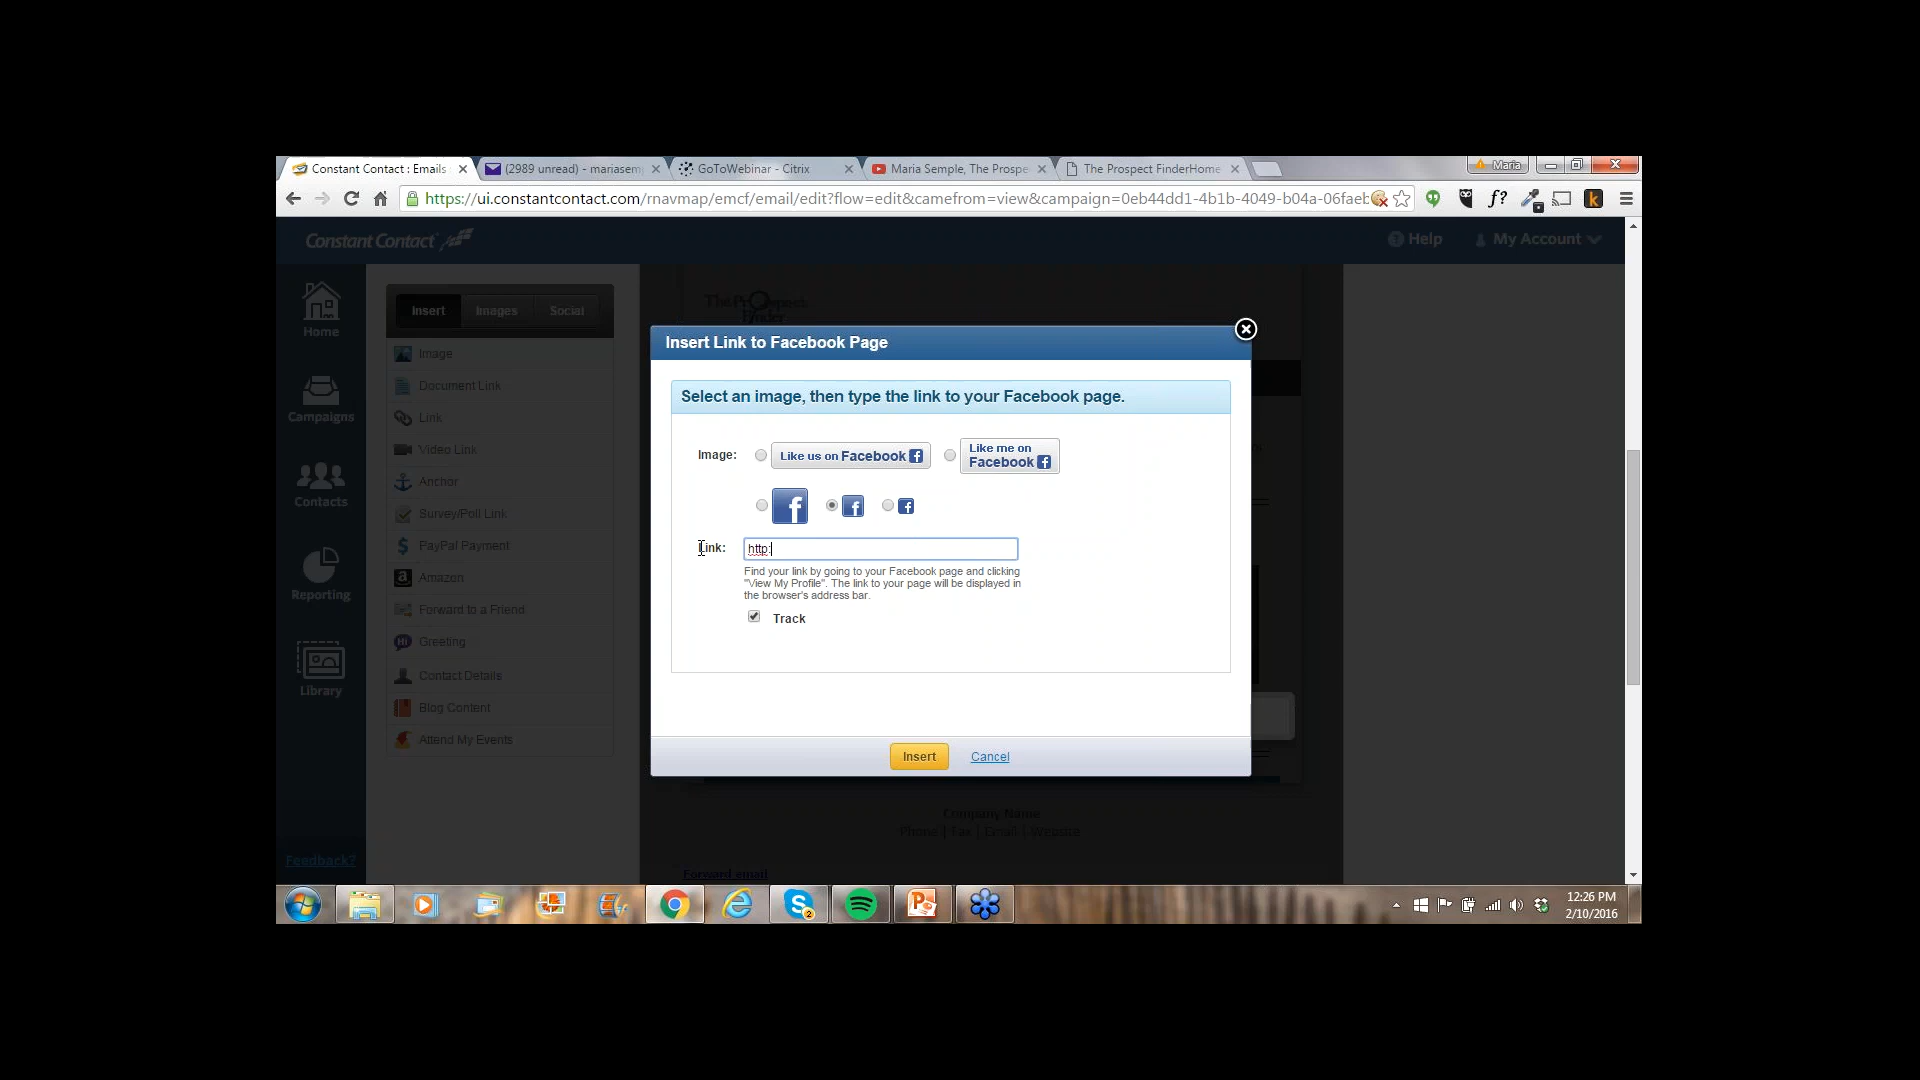 Constant Contact : Emails
(2989 unread) - mariasem
GoToWebinar - Citrix
Maria Semple, The Prospe
The Prospect FinderHome
Maria
https://ui.constantcontact.com/rnavmap/emcf/email/edit?flow=edit&camefrom=view&campaign=0eb44dd1-4b1b-4049-b04a-06faeb
f?
k
Constant Contact
Help
My Account
Home
Campaigns
Contacts
Reporting
Library
Feedback?
Insert
Images
Social
Image
Document Link
Link
Video Link
Anchor
Survey/Poll Link
PayPal Payment
Amazon
Forward to a Friend
Greeting
Contact Details
Blog Content
Attend My Events
The Prospect
Finder
Insert Link to Facebook Page
Select an image, then type the link to your Facebook page.
Image:
Like us on Facebook
Like me on
Facebook
Link:
http:
Find your link by going to your Facebook page and clicking
"View My Profile". The link to your page will be displayed in
the browser's address bar.
Track
Insert
Cancel
Company Name
Phone | Fax | Email | Website
Forward email
12:26 PM
2/10/2016